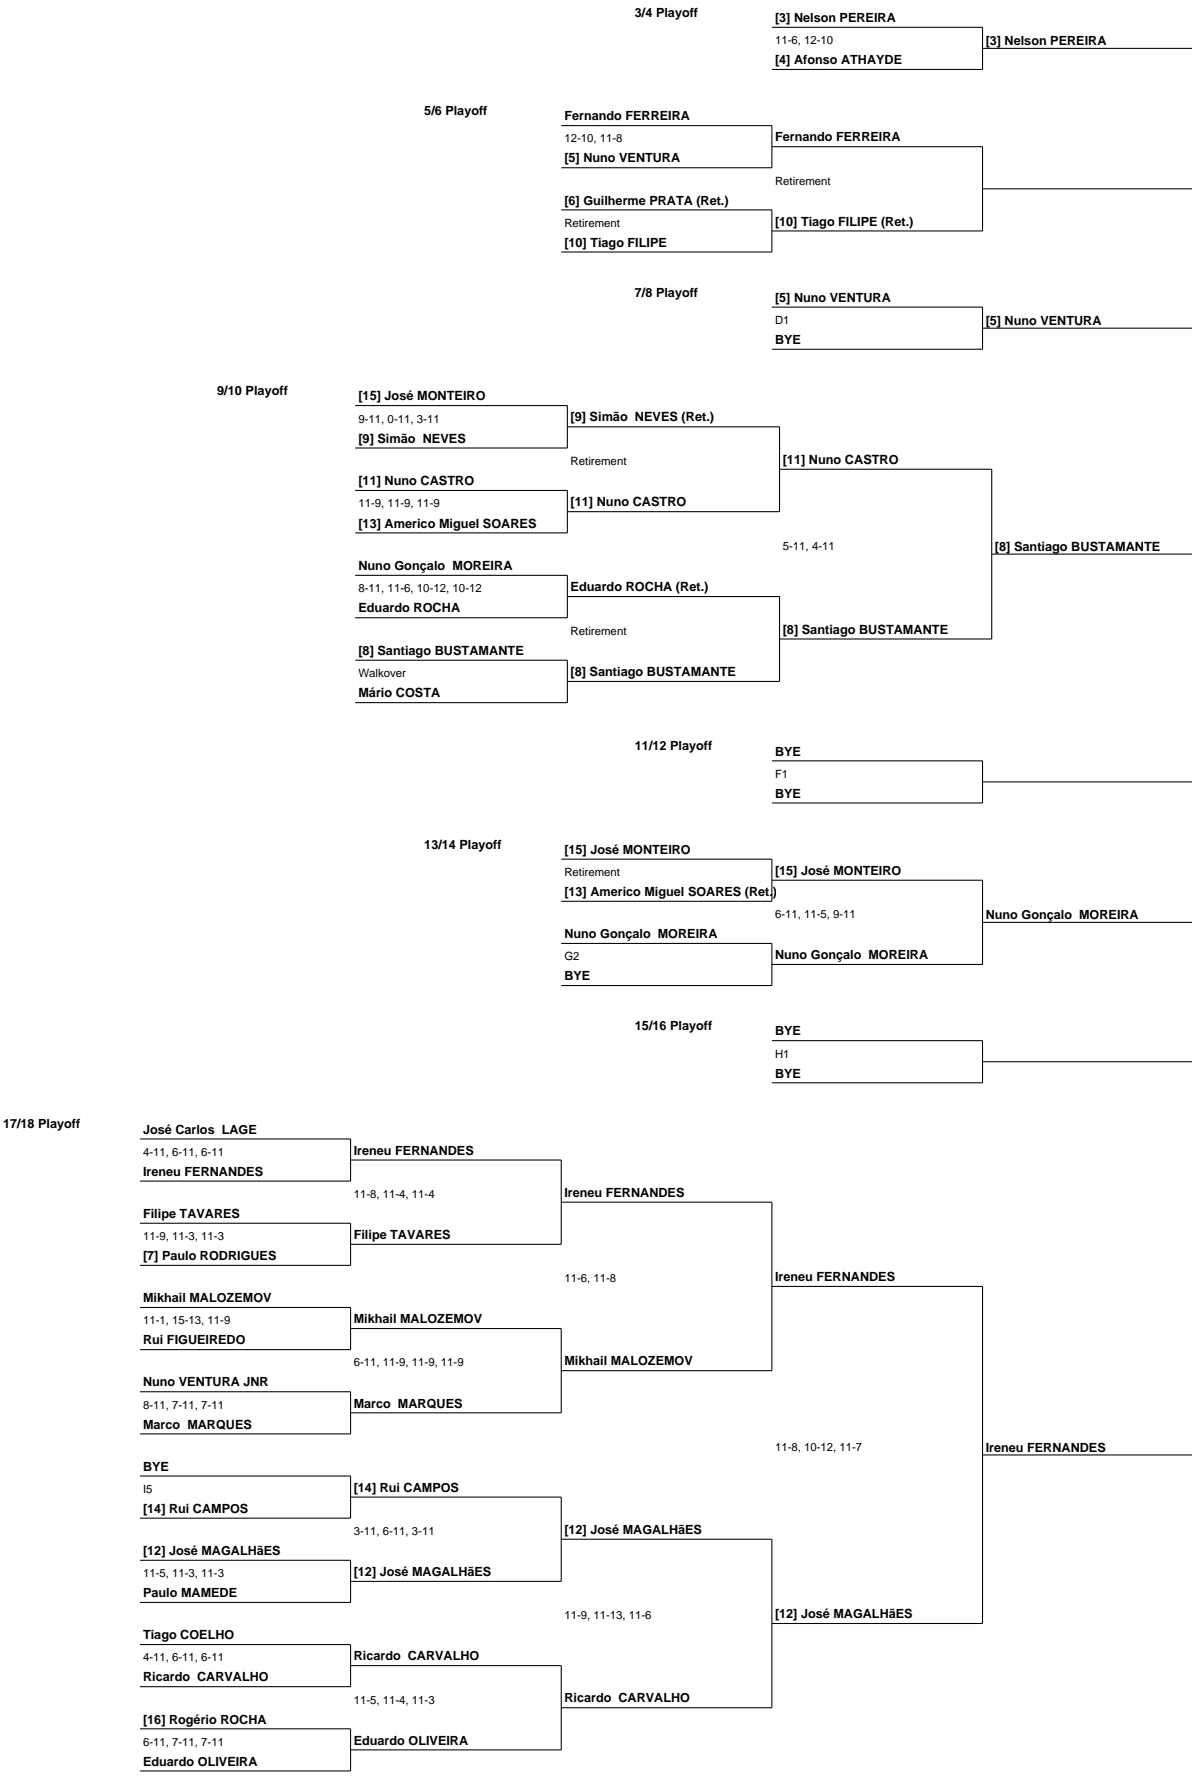 3/4 Playoff
[3] Nelson PEREIRA
11-6, 12-10
[3] Nelson PEREIRA
[4] Afonso ATHAYDE
5/6 Playoff
Fernando FERREIRA
12-10, 11-8
Fernando FERREIRA
[5] Nuno VENTURA
Retirement
[6] Guilherme PRATA (Ret.)
Retirement
[10] Tiago FILIPE (Ret.)
[10] Tiago FILIPE
7/8 Playoff
[5] Nuno VENTURA
D1
[5] Nuno VENTURA
BYE
9/10 Playoff
[15] José MONTEIRO
9-11, 0-11, 3-11
[9] Simão  NEVES (Ret.)
[9] Simão  NEVES
Retirement
[11] Nuno CASTRO
[11] Nuno CASTRO
11-9, 11-9, 11-9
[11] Nuno CASTRO
[13] Americo Miguel SOARES
5-11, 4-11
[8] Santiago BUSTAMANTE
Nuno Gonçalo  MOREIRA
8-11, 11-6, 10-12, 10-12
Eduardo ROCHA (Ret.)
Eduardo ROCHA
Retirement
[8] Santiago BUSTAMANTE
[8] Santiago BUSTAMANTE
Walkover
[8] Santiago BUSTAMANTE
Mário COSTA
11/12 Playoff
BYE
F1
BYE
13/14 Playoff
[15] José MONTEIRO
Retirement
[15] José MONTEIRO
[13] Americo Miguel SOARES (Ret.)
6-11, 11-5, 9-11
Nuno Gonçalo  MOREIRA
Nuno Gonçalo  MOREIRA
G2
Nuno Gonçalo  MOREIRA
BYE
15/16 Playoff
BYE
H1
BYE
17/18 Playoff
José Carlos  LAGE
4-11, 6-11, 6-11
Ireneu FERNANDES
Ireneu FERNANDES
11-8, 11-4, 11-4
Ireneu FERNANDES
Filipe TAVARES
11-9, 11-3, 11-3
Filipe TAVARES
[7] Paulo RODRIGUES
11-6, 11-8
Ireneu FERNANDES
Mikhail MALOZEMOV
11-1, 15-13, 11-9
Mikhail MALOZEMOV
Rui FIGUEIREDO
6-11, 11-9, 11-9, 11-9
Mikhail MALOZEMOV
Nuno VENTURA JNR
8-11, 7-11, 7-11
Marco  MARQUES
Marco  MARQUES
11-8, 10-12, 11-7
Ireneu FERNANDES
BYE
I5
[14] Rui CAMPOS
[14] Rui CAMPOS
3-11, 6-11, 3-11
[12] José MAGALHãES
[12] José MAGALHãES
11-5, 11-3, 11-3
[12] José MAGALHãES
Paulo MAMEDE
11-9, 11-13, 11-6
[12] José MAGALHãES
Tiago COELHO
4-11, 6-11, 6-11
Ricardo  CARVALHO
Ricardo  CARVALHO
11-5, 11-4, 11-3
Ricardo  CARVALHO
[16] Rogério ROCHA
6-11, 7-11, 7-11
Eduardo OLIVEIRA
Eduardo OLIVEIRA